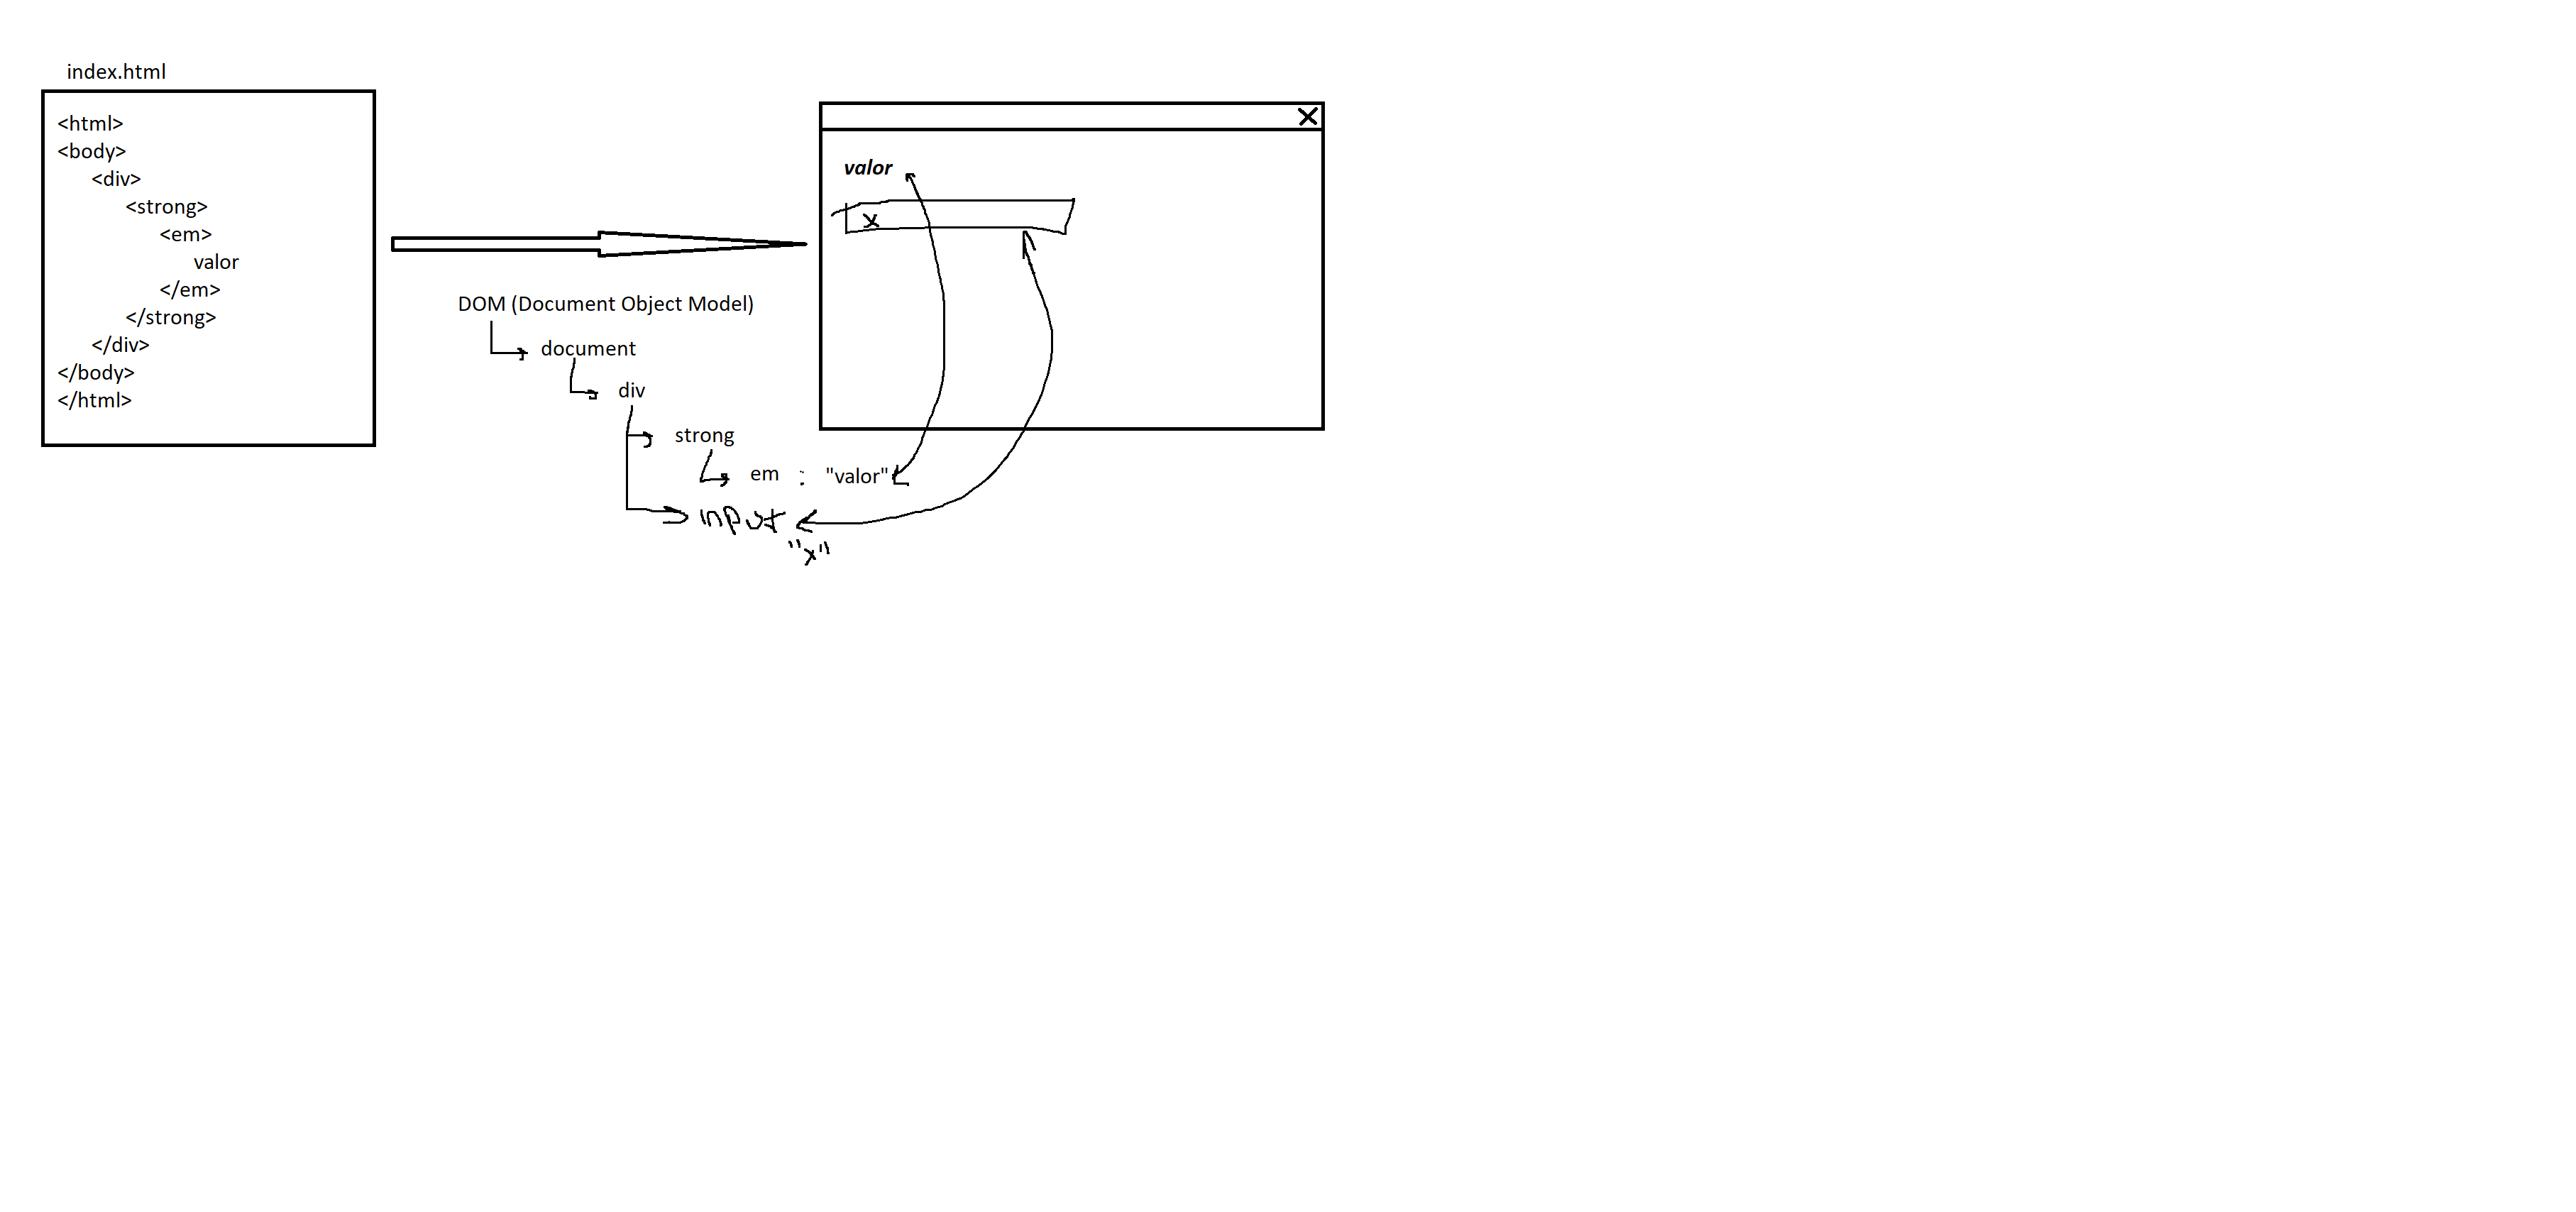 index.html
<html>
<body>
<div>
<strong>
<em>
valor
</em>
</strong>
</div>
</body>
</html>
DOM (Document Object Model)
document
div
strong
em : "valor"
input
"x"
valor
x